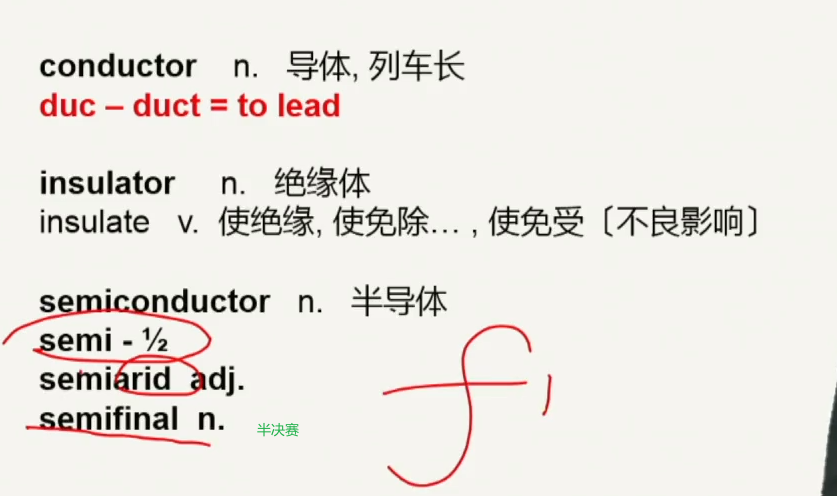 conductor n. 导体, 列车长
duc – duct = to lead
insulator n. 绝缘体
insulate v. 使绝缘, 使免除… , 使免受〔不良影响〕
semiconductor n. 半导体
semi - ½
semiarid adj.
semifinal n. 半决赛